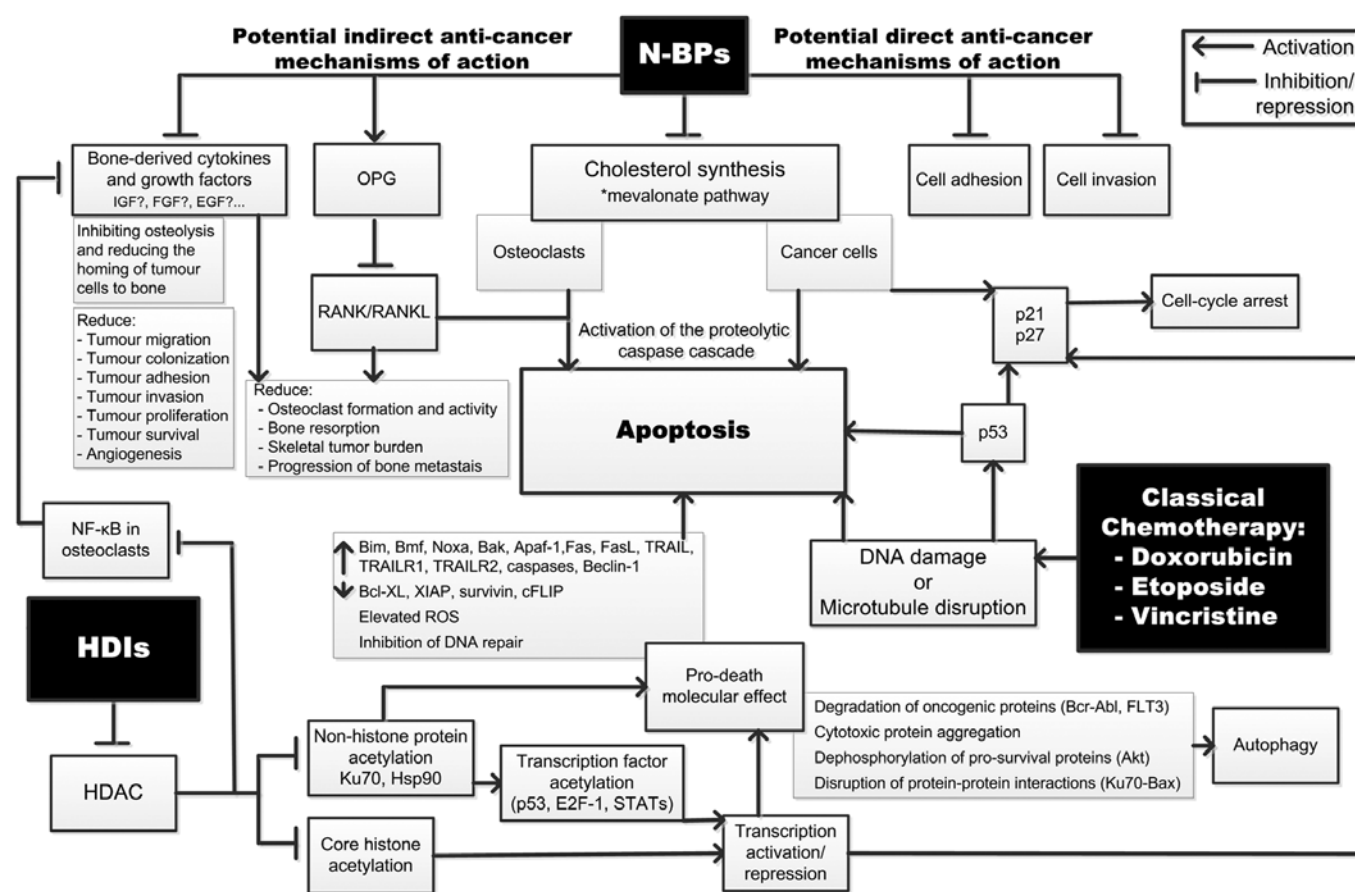 Potential indirect anti-cancer
mechanisms of action
N-BPs
Potential direct anti-cancer
mechanisms of action
Activation
Inhibition/
repression
Bone-derived cytokines
and growth factors
IGF?, FGF?, EGF?...
OPG
Cholesterol synthesis
*mevalonate pathway
Cell adhesion
Cell invasion
Inhibiting osteolysis
and reducing the
homing of tumour
cells to bone
Osteoclasts
Cancer cells
RANK/RANKL
Activation of the proteolytic
caspase cascade
p21
p27
Cell-cycle arrest
Reduce:
- Tumour migration
- Tumour colonization
- Tumour adhesion
- Tumour invasion
- Tumour proliferation
- Tumour survival
- Angiogenesis
Reduce:
- Osteoclast formation and activity
- Bone resorption
- Skeletal tumor burden
- Progression of bone metastais
Apoptosis
p53
NF-κB in
osteoclasts
Bim, Bmf, Noxa, Bak, Apaf-1,Fas, FasL, TRAIL,
TRAILR1, TRAILR2, caspases, Beclin-1
Bcl-XL, XIAP, survivin, cFLIP
Elevated ROS
Inhibition of DNA repair
DNA damage
or
Microtubule disruption
Classical
Chemotherapy:
- Doxorubicin
- Etoposide
- Vincristine
HDIs
Pro-death
molecular effect
HDAC
Non-histone protein
acetylation
Ku70, Hsp90
Transcription factor
acetylation
(p53, E2F-1, STATs)
Degradation of oncogenic proteins (Bcr-Abl, FLT3)
Cytotoxic protein aggregation
Dephosphorylation of pro-survival proteins (Akt)
Disruption of protein-protein interactions (Ku70-Bax)
Autophagy
Core histone
acetylation
Transcription
activation/
repression